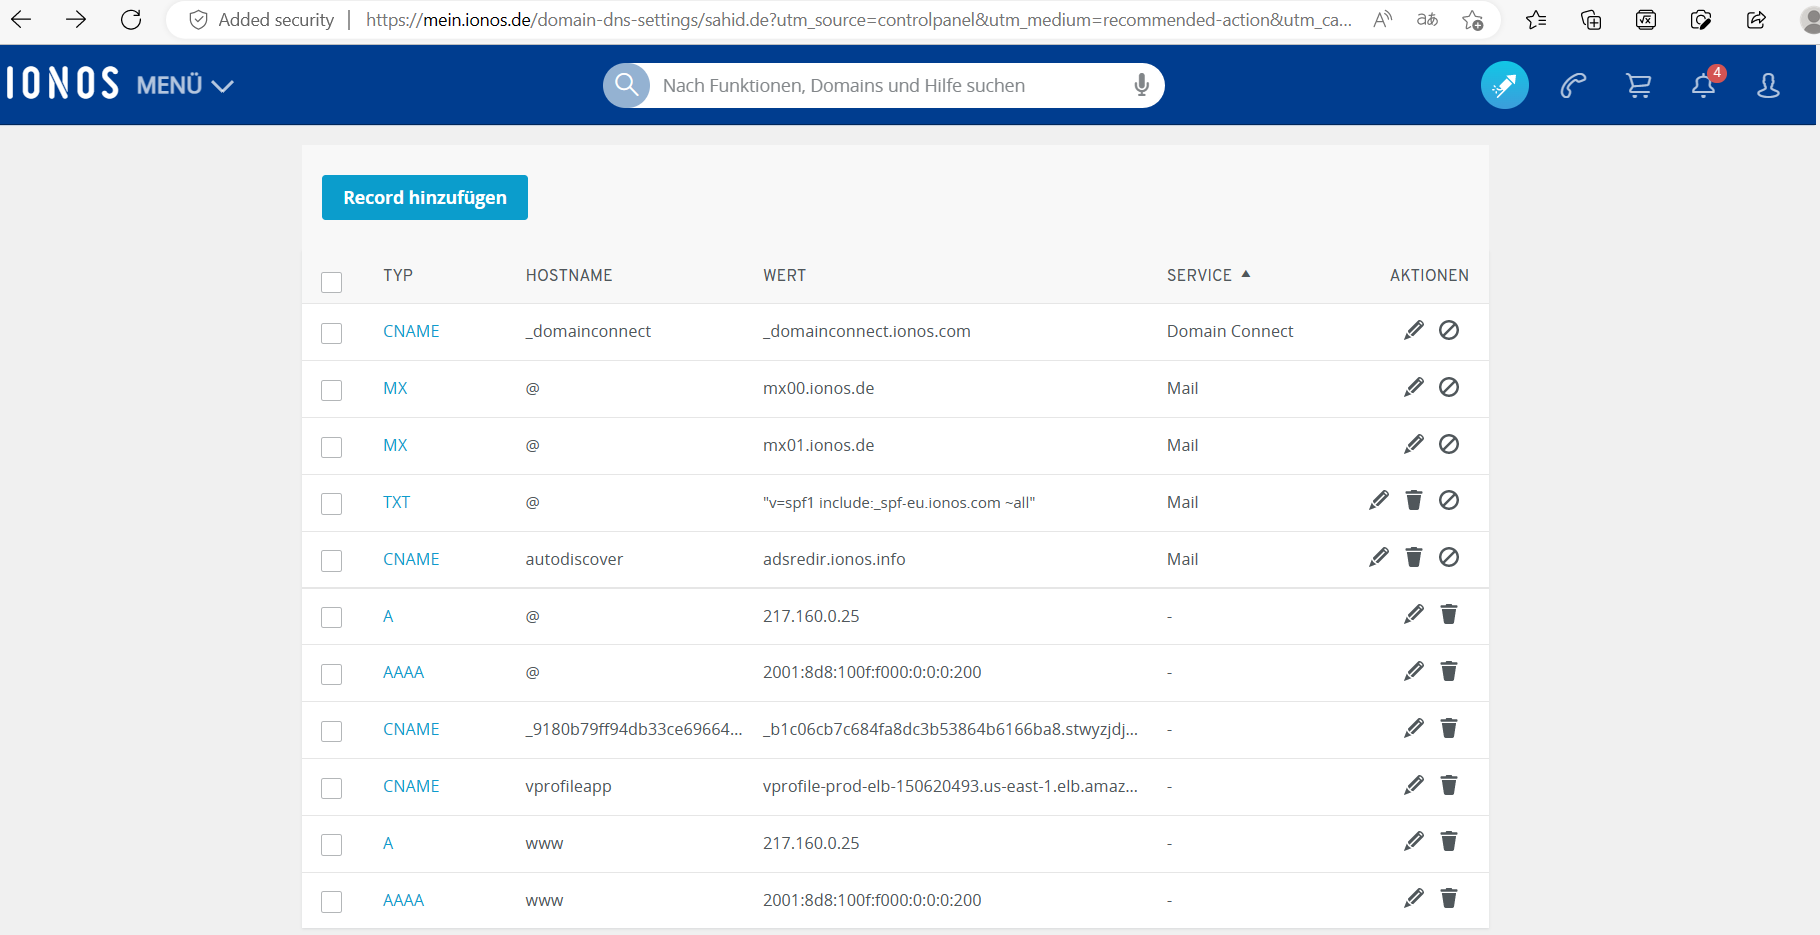 Added security | https://mein.ionos.de/domain-dns-settings/sahid.de?utm_source=controlpanel&utm_medium=recommended-action&utm_ca...
IONOS MENÜ Nach Funktionen, Domains und Hilfe suchen 4
Record hinzufügen
TYP HOSTNAME WERT SERVICE AKTIONEN
CNAME _domainconnect _domainconnect.ionos.com Domain Connect
MX @ mx00.ionos.de Mail
MX @ mx01.ionos.de Mail
TXT @ "v=spf1 include:_spf-eu.ionos.com ~all" Mail
CNAME autodiscover adsredir.ionos.info Mail
A @ 217.160.0.25 -
AAAA @ 2001:8d8:100f:f000:0:0:0:200 -
CNAME _9180b79ff94db33ce69664... _b1c06cb7c684fa8dc3b53864b6166ba8.stwyzjdj... -
CNAME vprofileapp vprofile-prod-elb-150620493.us-east-1.elb.amaz... -
A www 217.160.0.25 -
AAAA www 2001:8d8:100f:f000:0:0:0:200 -